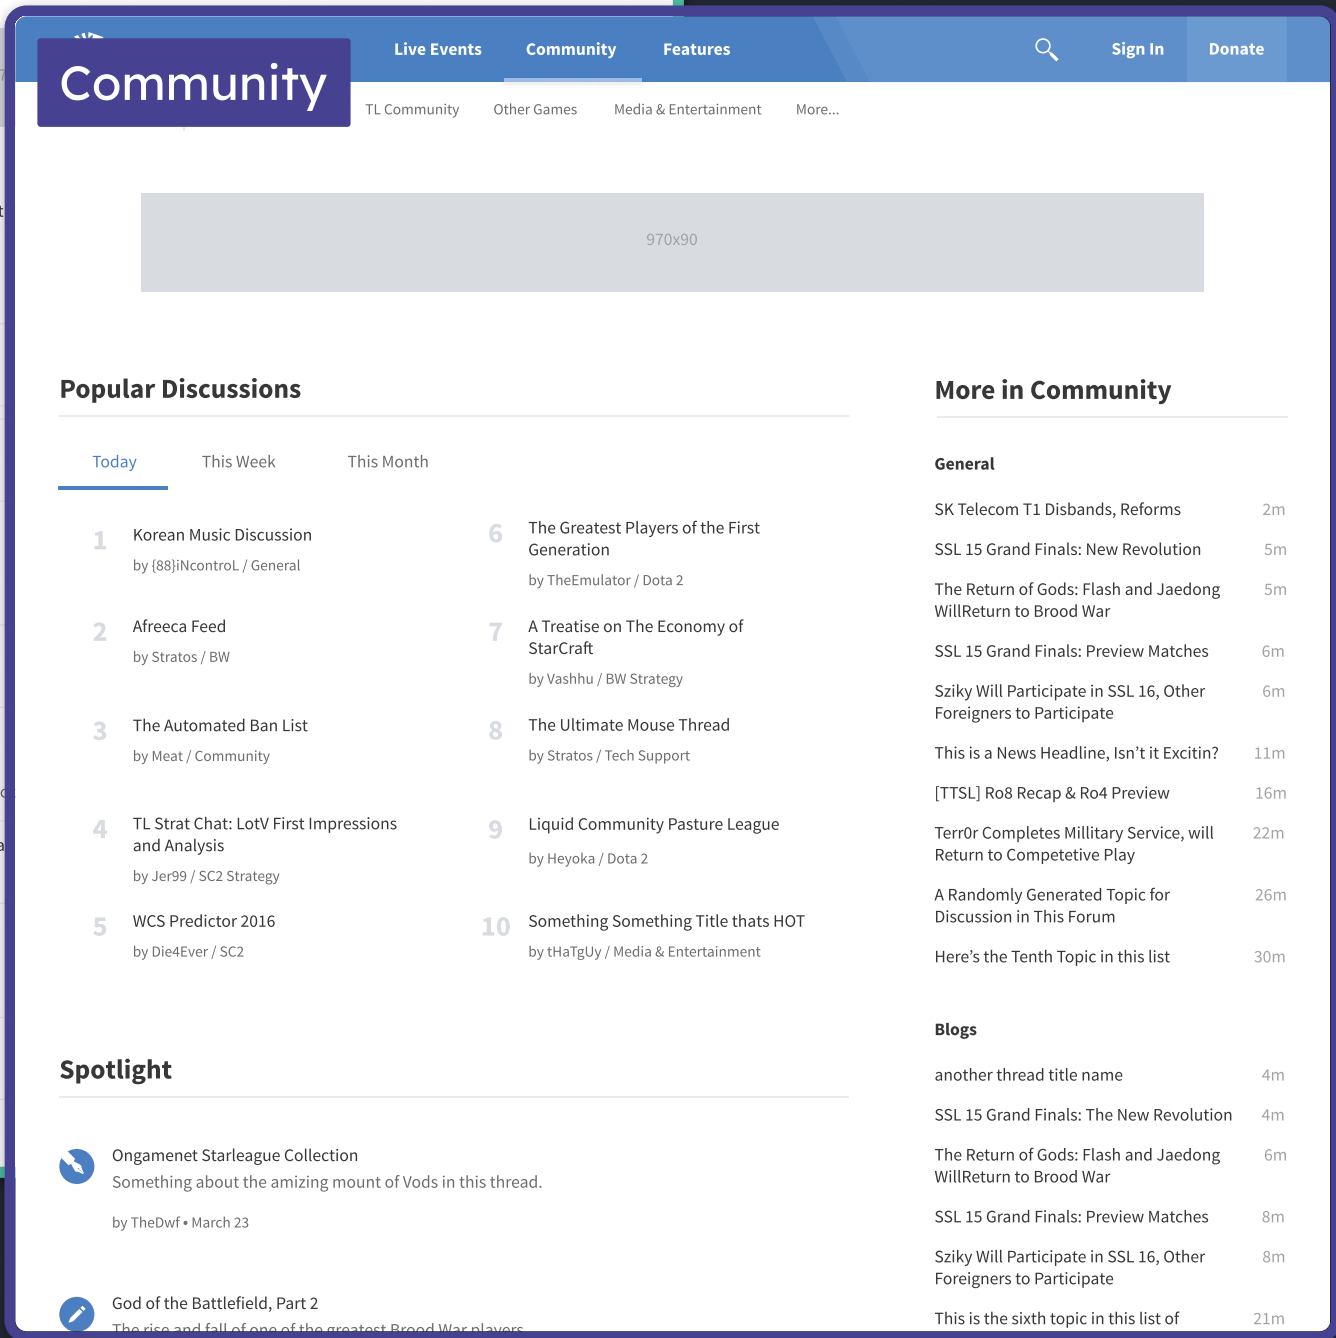 Live Events
Community
Features
Sign In
Donate
Community
TL Community
Other Games
Media & Entertainment
More...
970x90
Popular Discussions
Today
This Week
This Month
1
Korean Music Discussion
by {88}iNcontroL / General
2
Afreeca Feed
by Stratos / BW
3
The Automated Ban List
by Meat / Community
4
TL Strat Chat: LotV First Impressions
and Analysis
by Jer99 / SC2 Strategy
5
WCS Predictor 2016
by Die4Ever / SC2
6
The Greatest Players of the First
Generation
by TheEmulator / Dota 2
7
A Treatise on The Economy of
StarCraft
by Vashhu / BW Strategy
8
The Ultimate Mouse Thread
by Stratos / Tech Support
9
Liquid Community Pasture League
by Heyoka / Dota 2
10
Something Something Title thats HOT
by tHaTgUy / Media & Entertainment
Spotlight
Ongamenet Starleague Collection
Something about the amizing mount of Vods in this thread.
by TheDwf • March 23
God of the Battlefield, Part 2
The rise and fall of one of the greatest Brood War players
More in Community
General
SK Telecom T1 Disbands, Reforms 2m
SSL 15 Grand Finals: New Revolution 5m
The Return of Gods: Flash and Jaedong 5m
WillReturn to Brood War
SSL 15 Grand Finals: Preview Matches 6m
Sziky Will Participate in SSL 16, Other 6m
Foreigners to Participate
This is a News Headline, Isn’t it Excitin? 11m
[TTSL] Ro8 Recap & Ro4 Preview 16m
Terr0r Completes Millitary Service, will 22m
Return to Competetive Play
A Randomly Generated Topic for 26m
Discussion in This Forum
Here’s the Tenth Topic in this list 30m
Blogs
another thread title name 4m
SSL 15 Grand Finals: The New Revolution 4m
The Return of Gods: Flash and Jaedong 6m
WillReturn to Brood War
SSL 15 Grand Finals: Preview Matches 8m
Sziky Will Participate in SSL 16, Other 8m
Foreigners to Participate
This is the sixth topic in this list of 21m